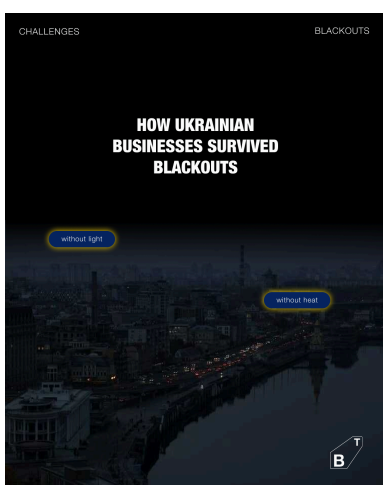 CHALLENGES
BLACKOUTS
HOW UKRAINIAN
BUSINESSES SURVIVED
BLACKOUTS
without light
without heat
T
B